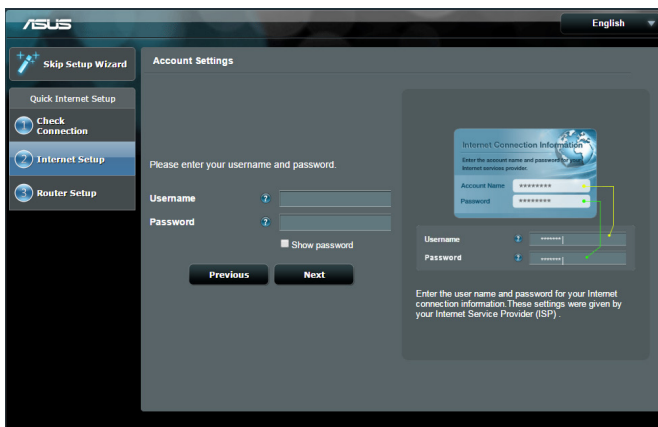 ASUS
English
Skip Setup Wizard
Account Settings
Quick Internet Setup
1 Check Connection
2 Internet Setup
3 Router Setup
Please enter your username and password.
Username ?
Password ?
Show password
Previous Next
Internet Connection Information
Enter the account name and password for your
Internet services provider.
Account Name ********
Password ********
Username ? *******
Password ? *******
Enter the user name and password for your Internet
connection information.These settings were given by
your Internet Service Provider (ISP) .